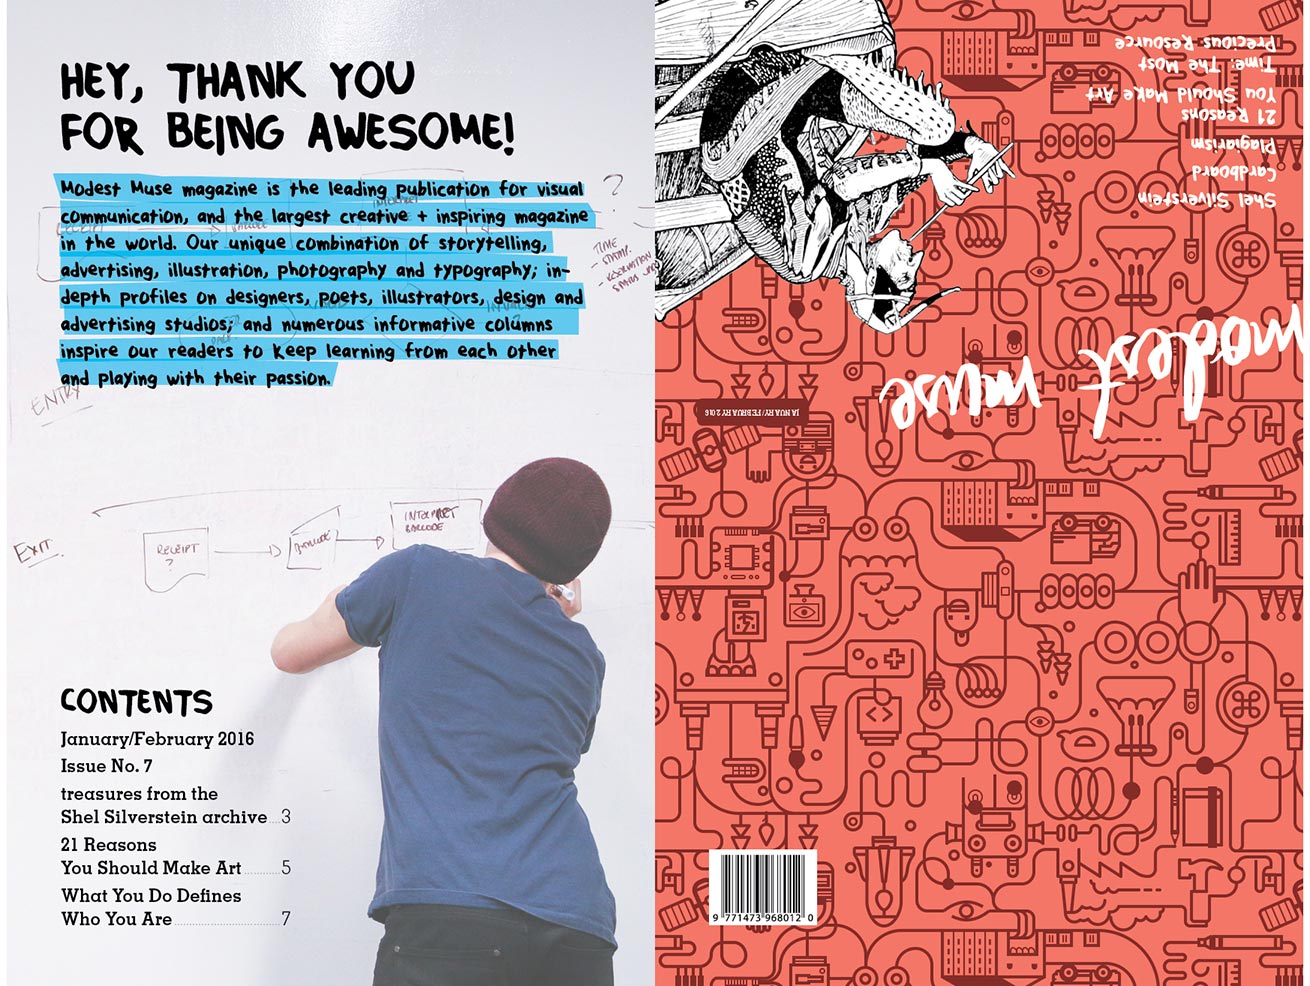 HEY, THANK YOU
FOR BEING AWESOME!
Modest Muse magazine is the leading publication for visual
communication, and the largest creative + inspiring magazine
in the world. Our unique combination of storytelling,
advertising, illustration, photography and typography; in-
depth profiles on designers, poets, illustrators, design and
advertising studios; and numerous informative columns
inspire our readers to keep learning from each other
and playing with their passion.
?
TIME
- STAMP.
- RESERVATION
ENTRY
EXIT
RECEIPT
?
BARCODE
INTERPRET
BARCODE
CONTENTS
January/February 2016
Issue No. 7
treasures from the
Shel Silverstein archive 3
21 Reasons
You Should Make Art 5
What You Do Defines
Who You Are 7
modest muse
JANUARY/FEBRUARY 2016
Shel Silverstein
Cardboard
Plagiarism
21 Reasons
You Should Make Art
Time: The Most
Precious Resource
9 771473 968012 0